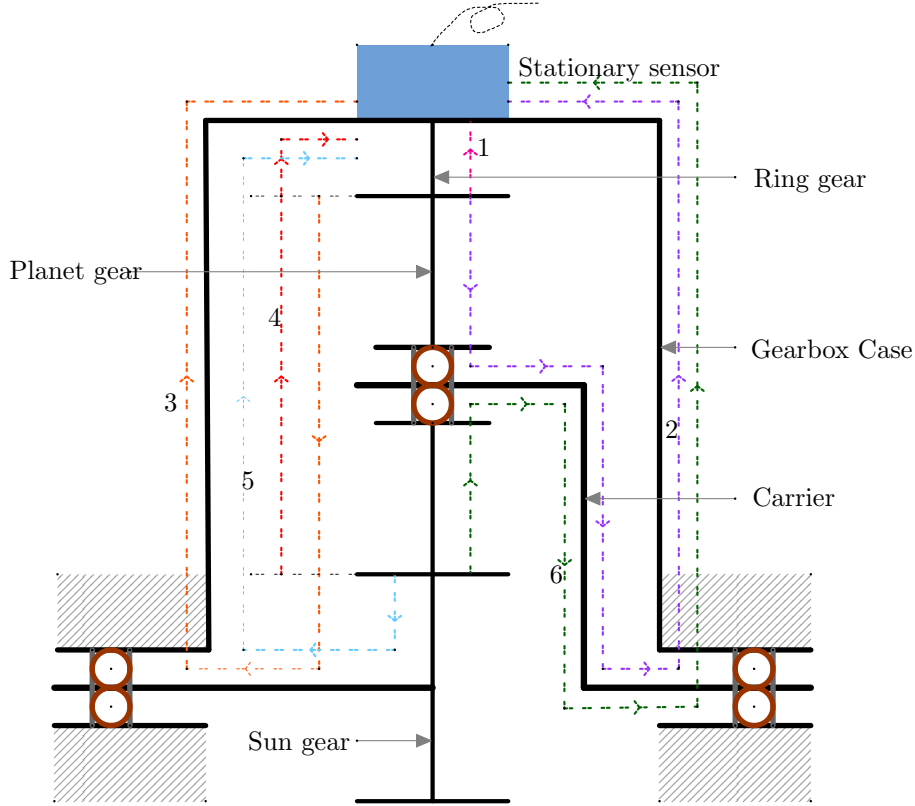 Stationary sensor
1
Ring gear
Planet gear
4
Gearbox Case
3
2
5
Carrier
6
Sun gear